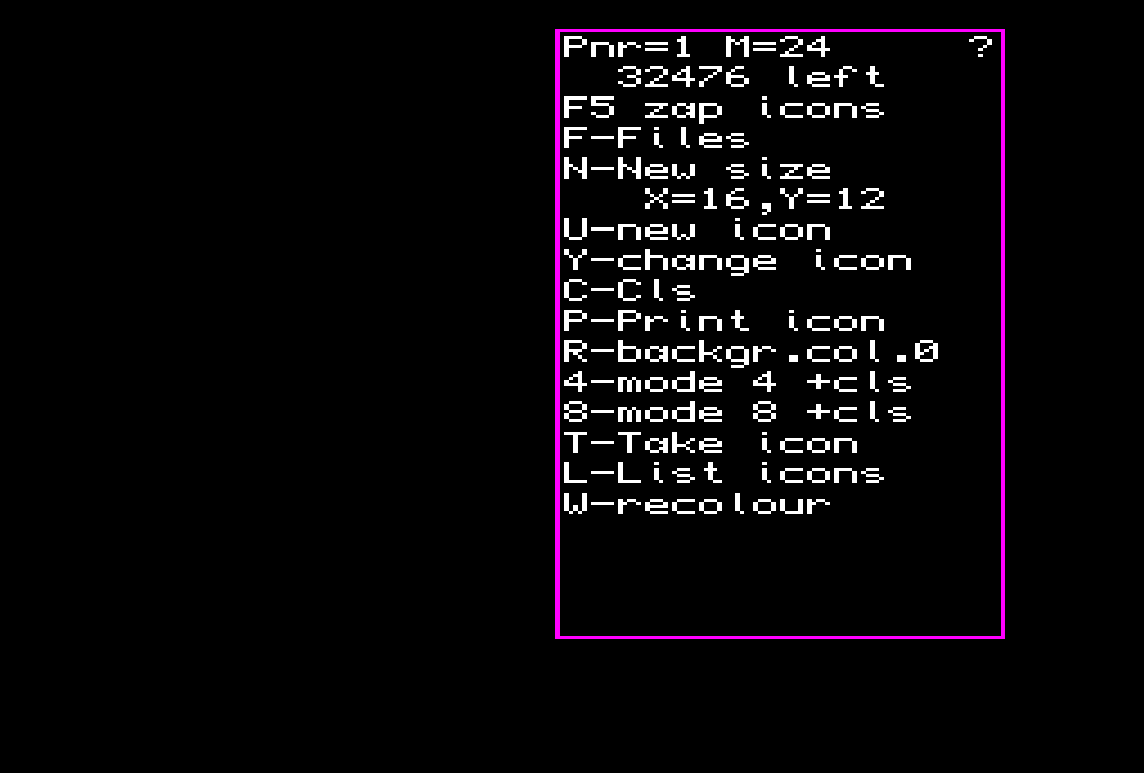 Pnr=1 M=24 ?
32476 left
F5 zap icons
F-Files
N-New size
X=16,Y=12
U-new icon
Y-change icon
C-Cls
P-Print icon
R-backgr.col.0
4-mode 4 +cls
8-mode 8 +cls
T-Take icon
L-List icons
W-recolour